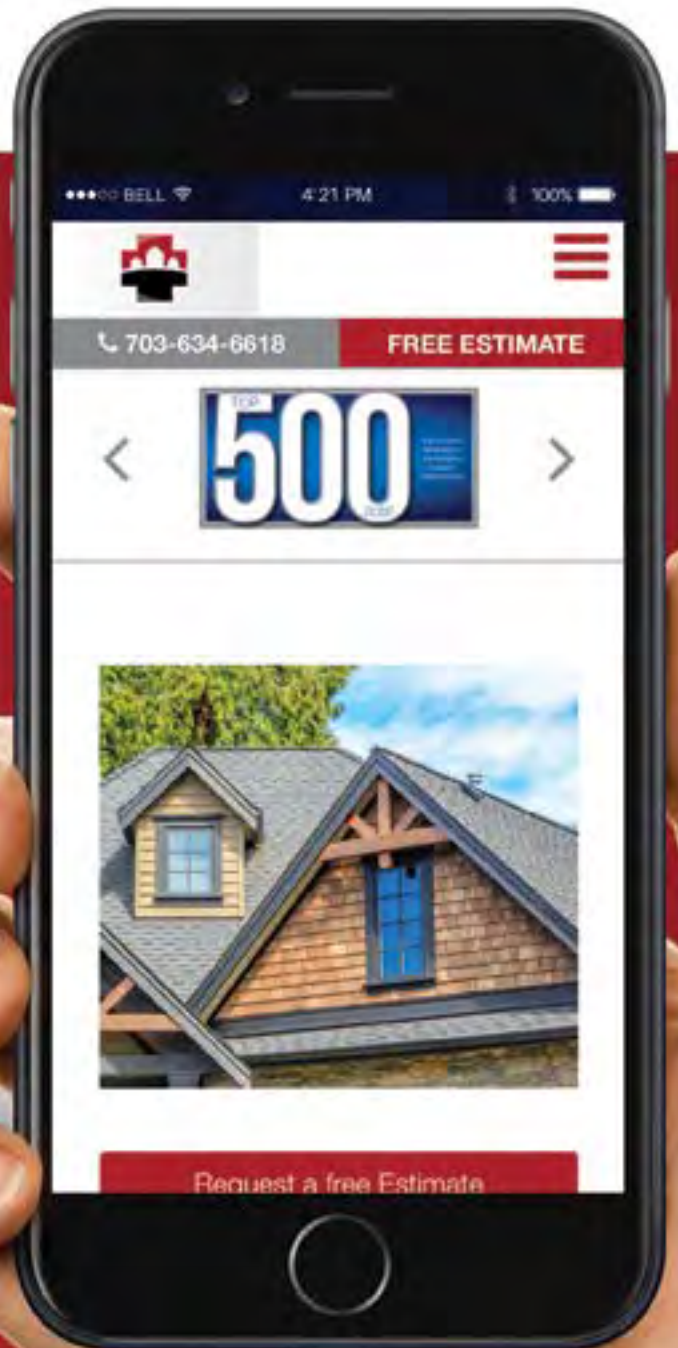 BELL 4:21 PM 100%
703-634-6618 FREE ESTIMATE
TOP
500
Request a free Estimate